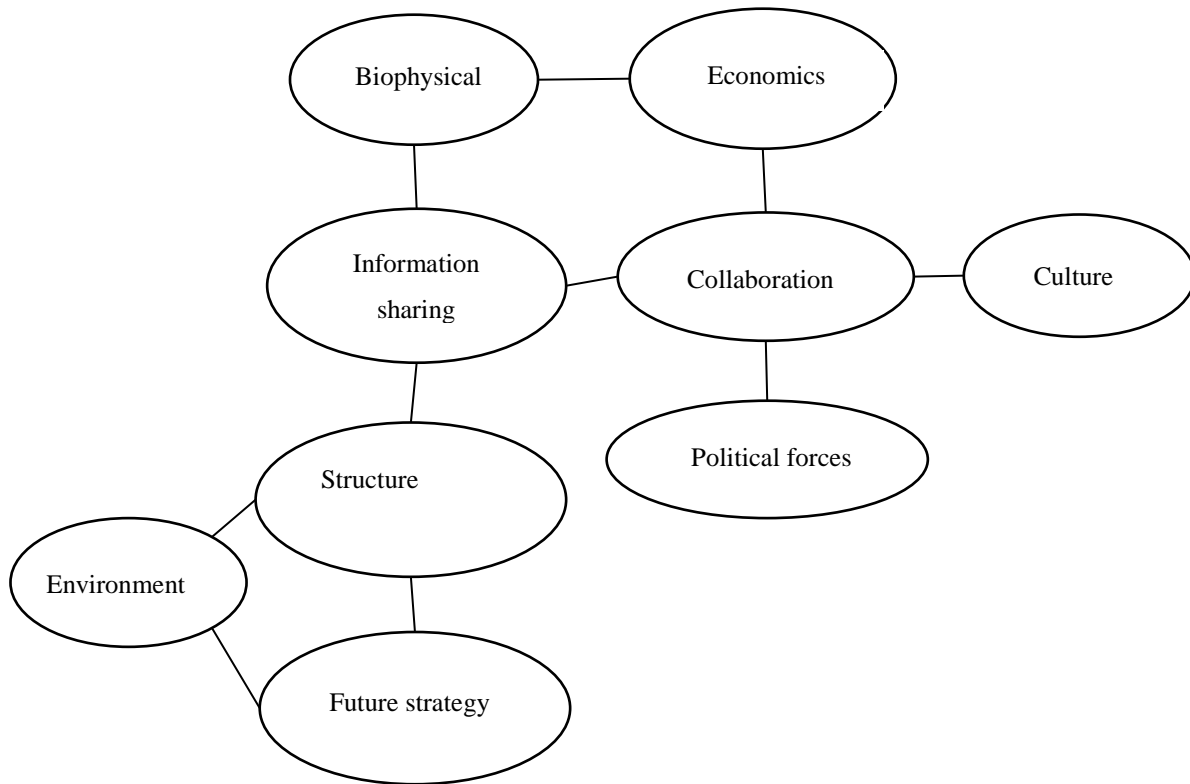 Biophysical
Economics
Information
sharing
Collaboration
Culture
Political forces
Structure
Environment
Future strategy